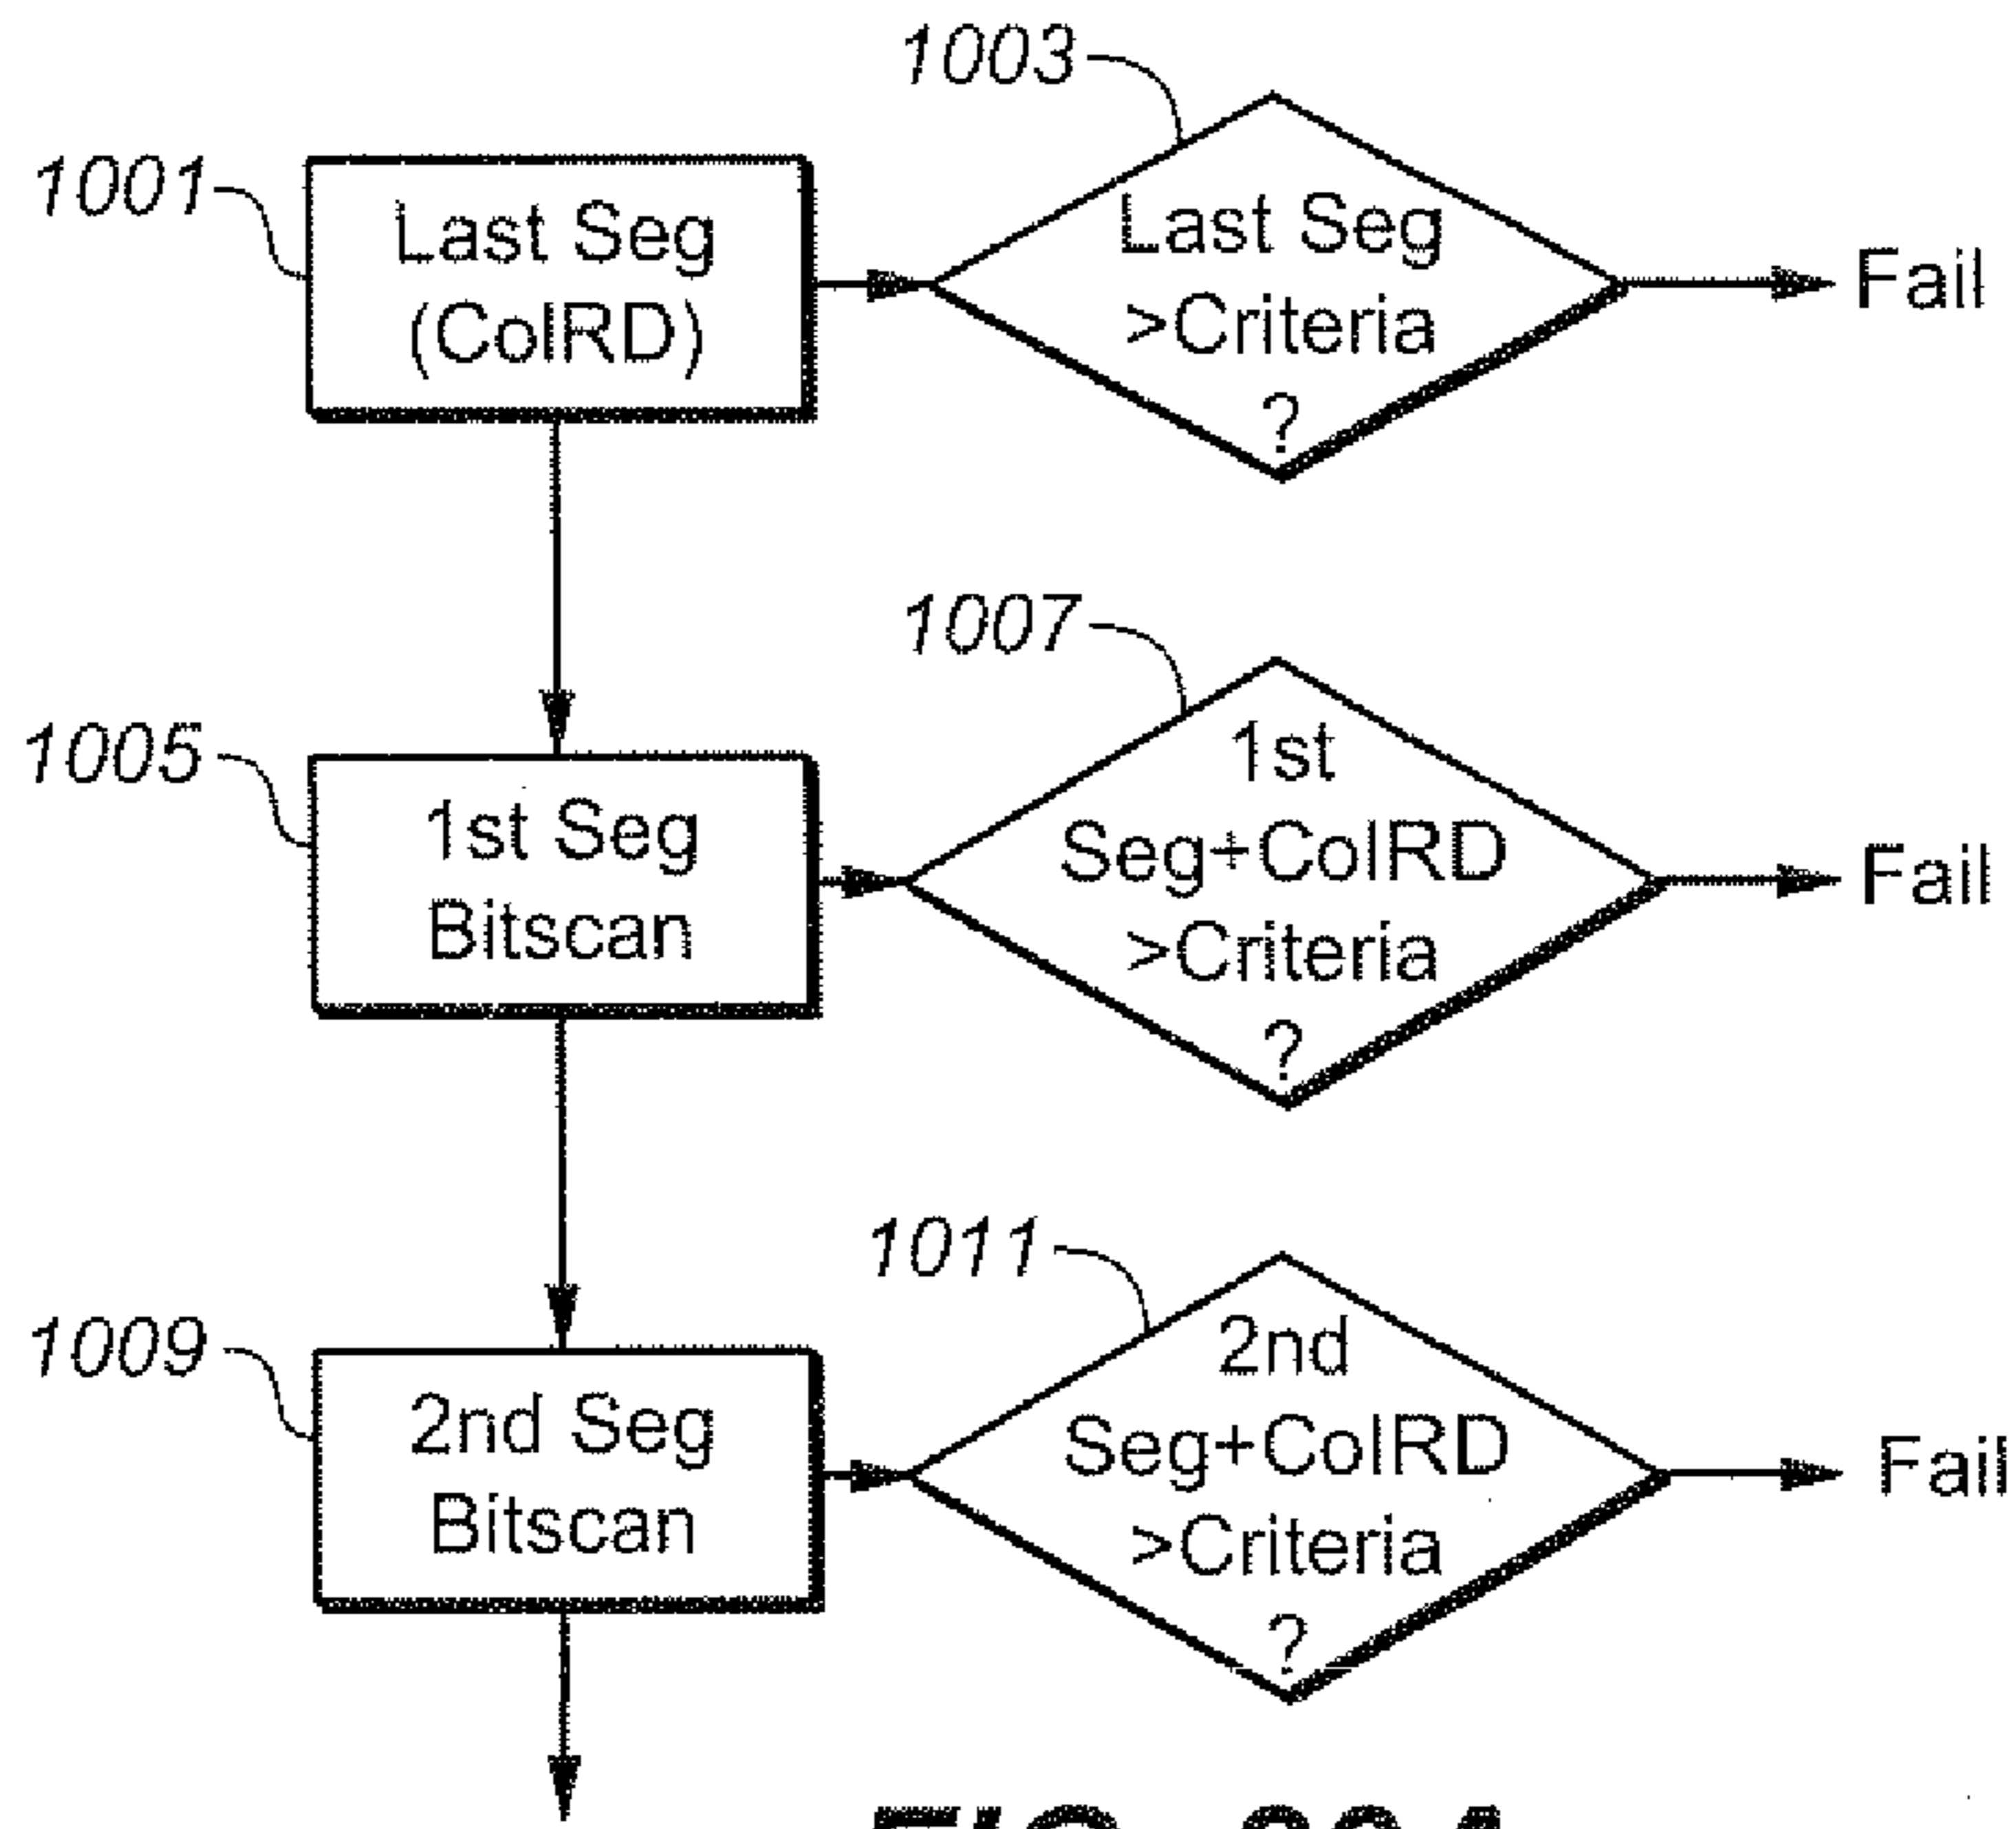 1003
1001
Last Seg
(ColRD)
Last Seg
>Criteria
?
Fail
1007
1005
1st Seg
Bitscan
1st
Seg+ColRD
>Criteria
?
Fail
1011
1009
2nd Seg
Bitscan
2nd
Seg+ColRD
>Criteria
?
Fail